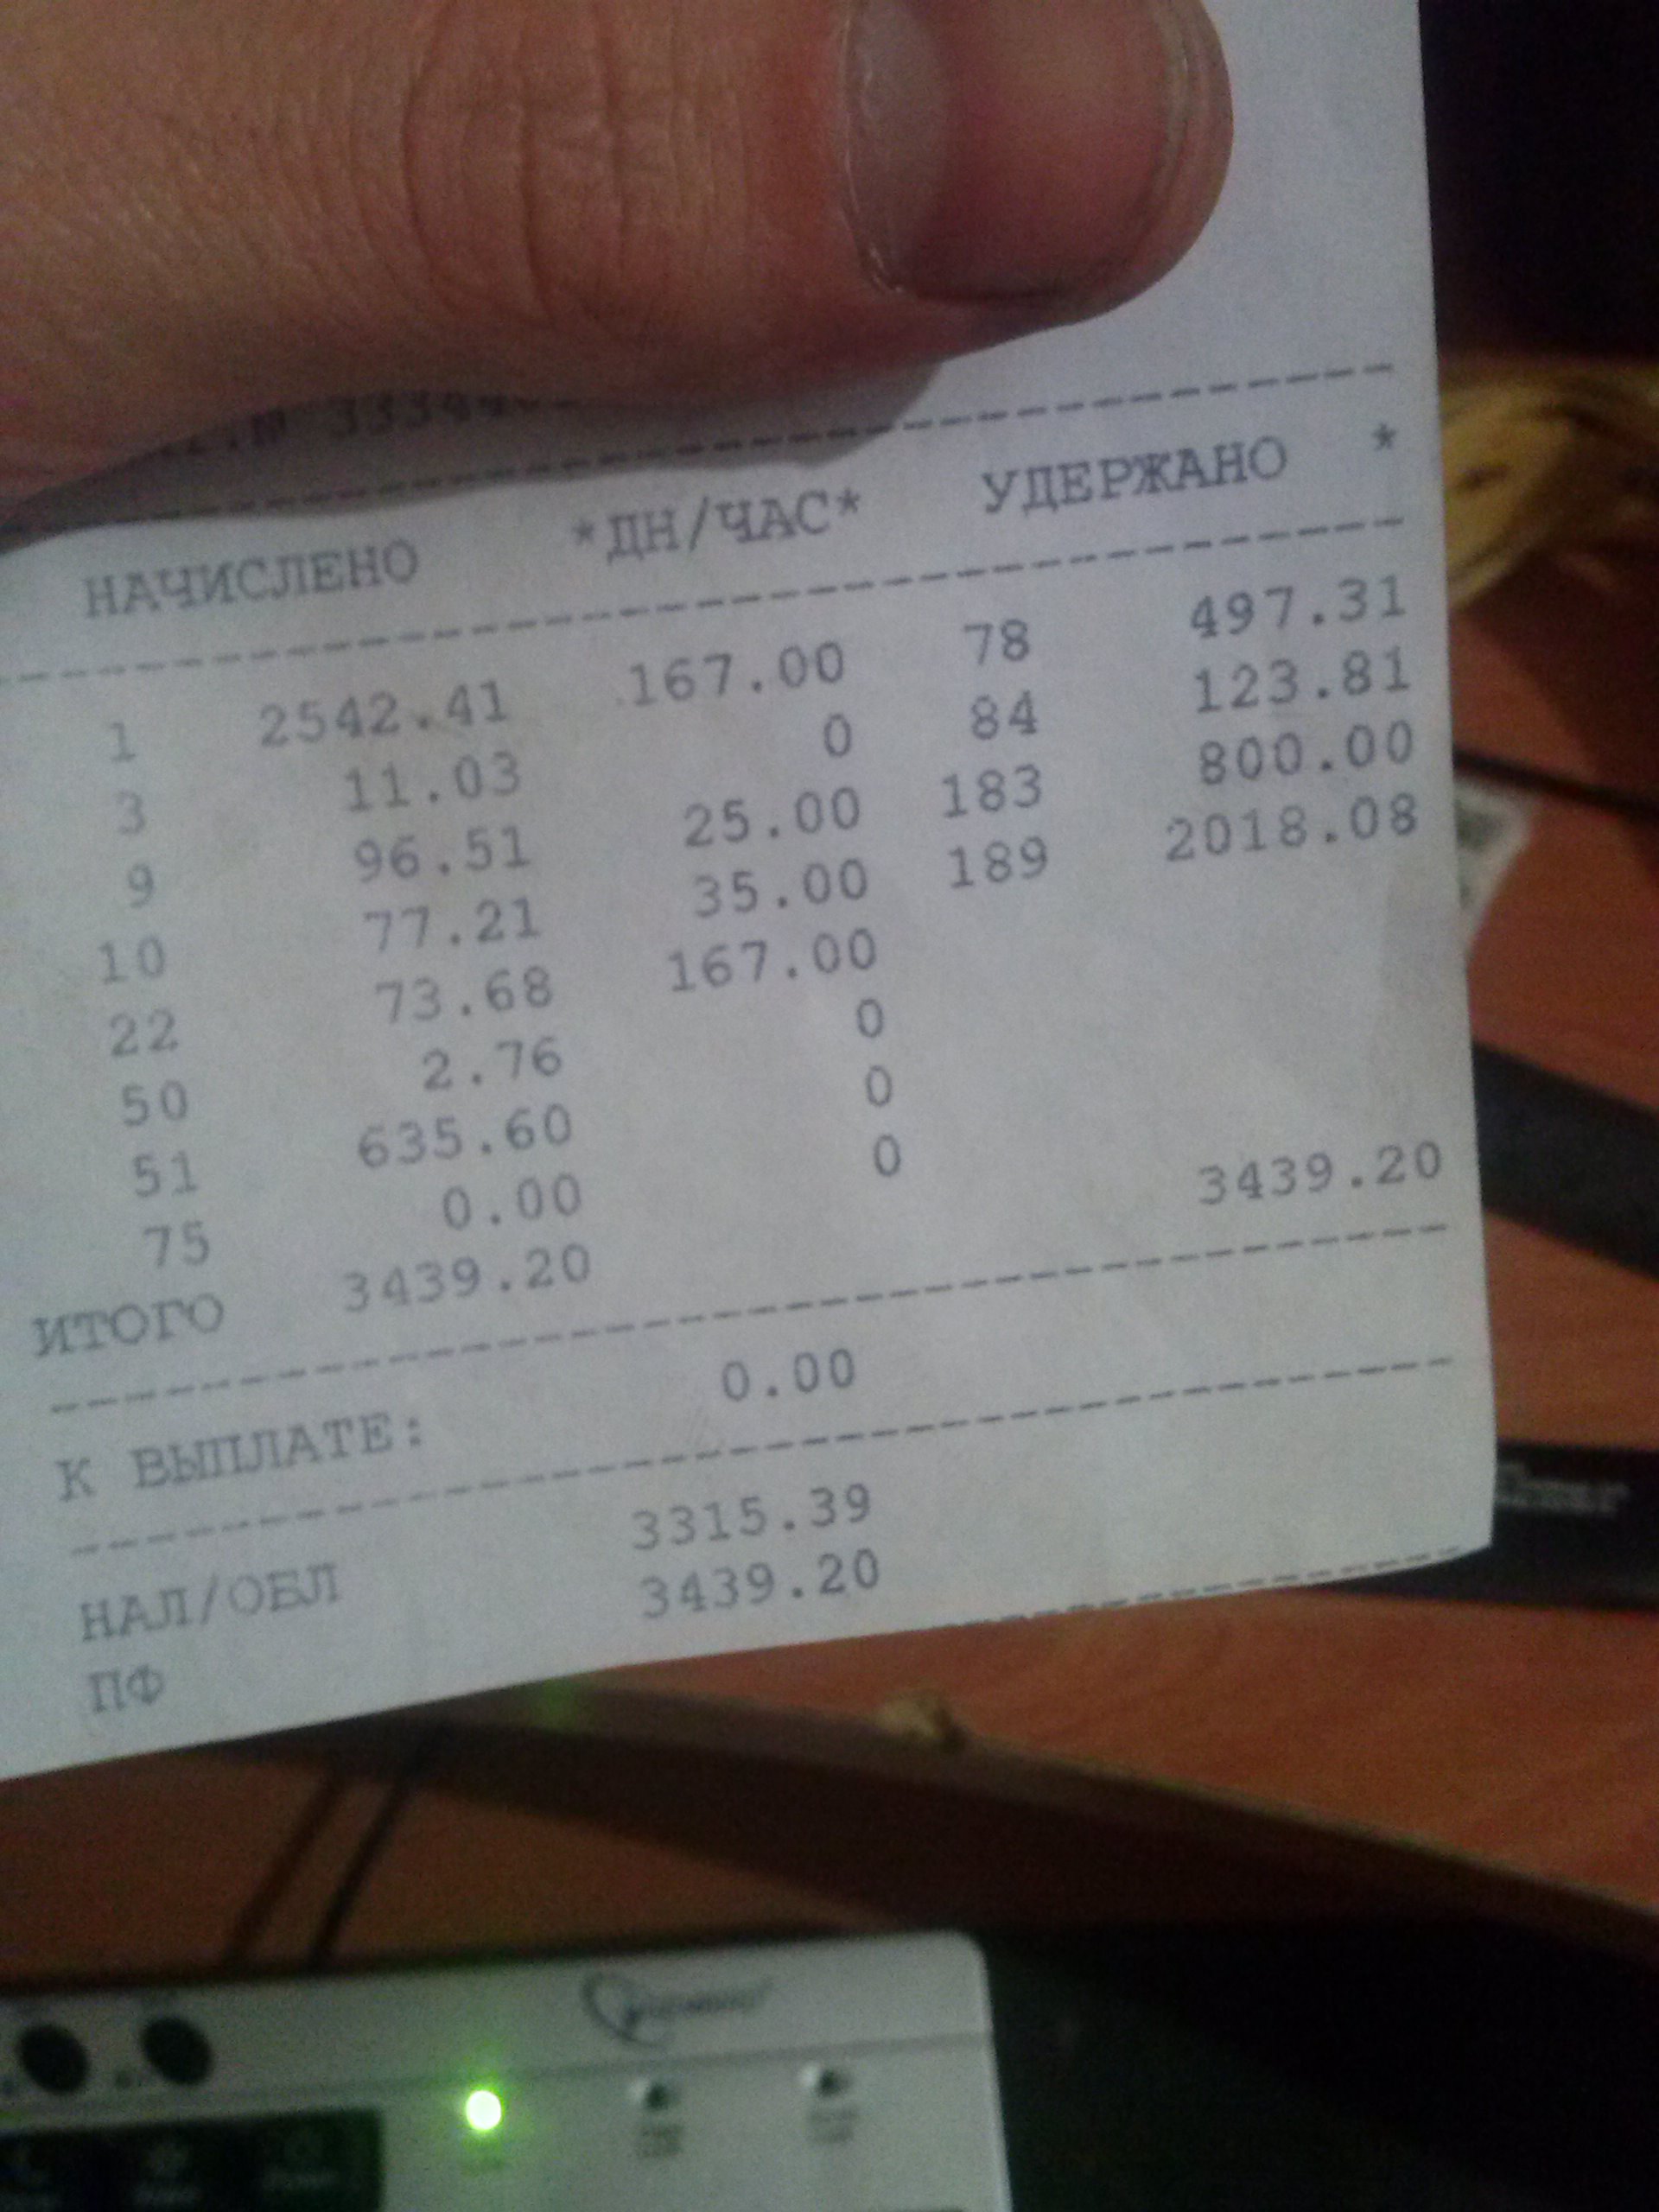 НАЧИСЛЕНО *ДН/ЧАС* УДЕРЖАНО *
1 2542.41 167.00 78 497.31
3 11.03 0 84 123.81
9 96.51 25.00 183 800.00
10 77.21 35.00 189 2018.08
22 73.68 167.00
50 2.76 0
51 635.60 0
75 0.00 0
ИТОГО 3439.20 3439.20
К ВЫПЛАТЕ: 0.00
НАЛ/ОБЛ 3315.39
ПФ 3439.20